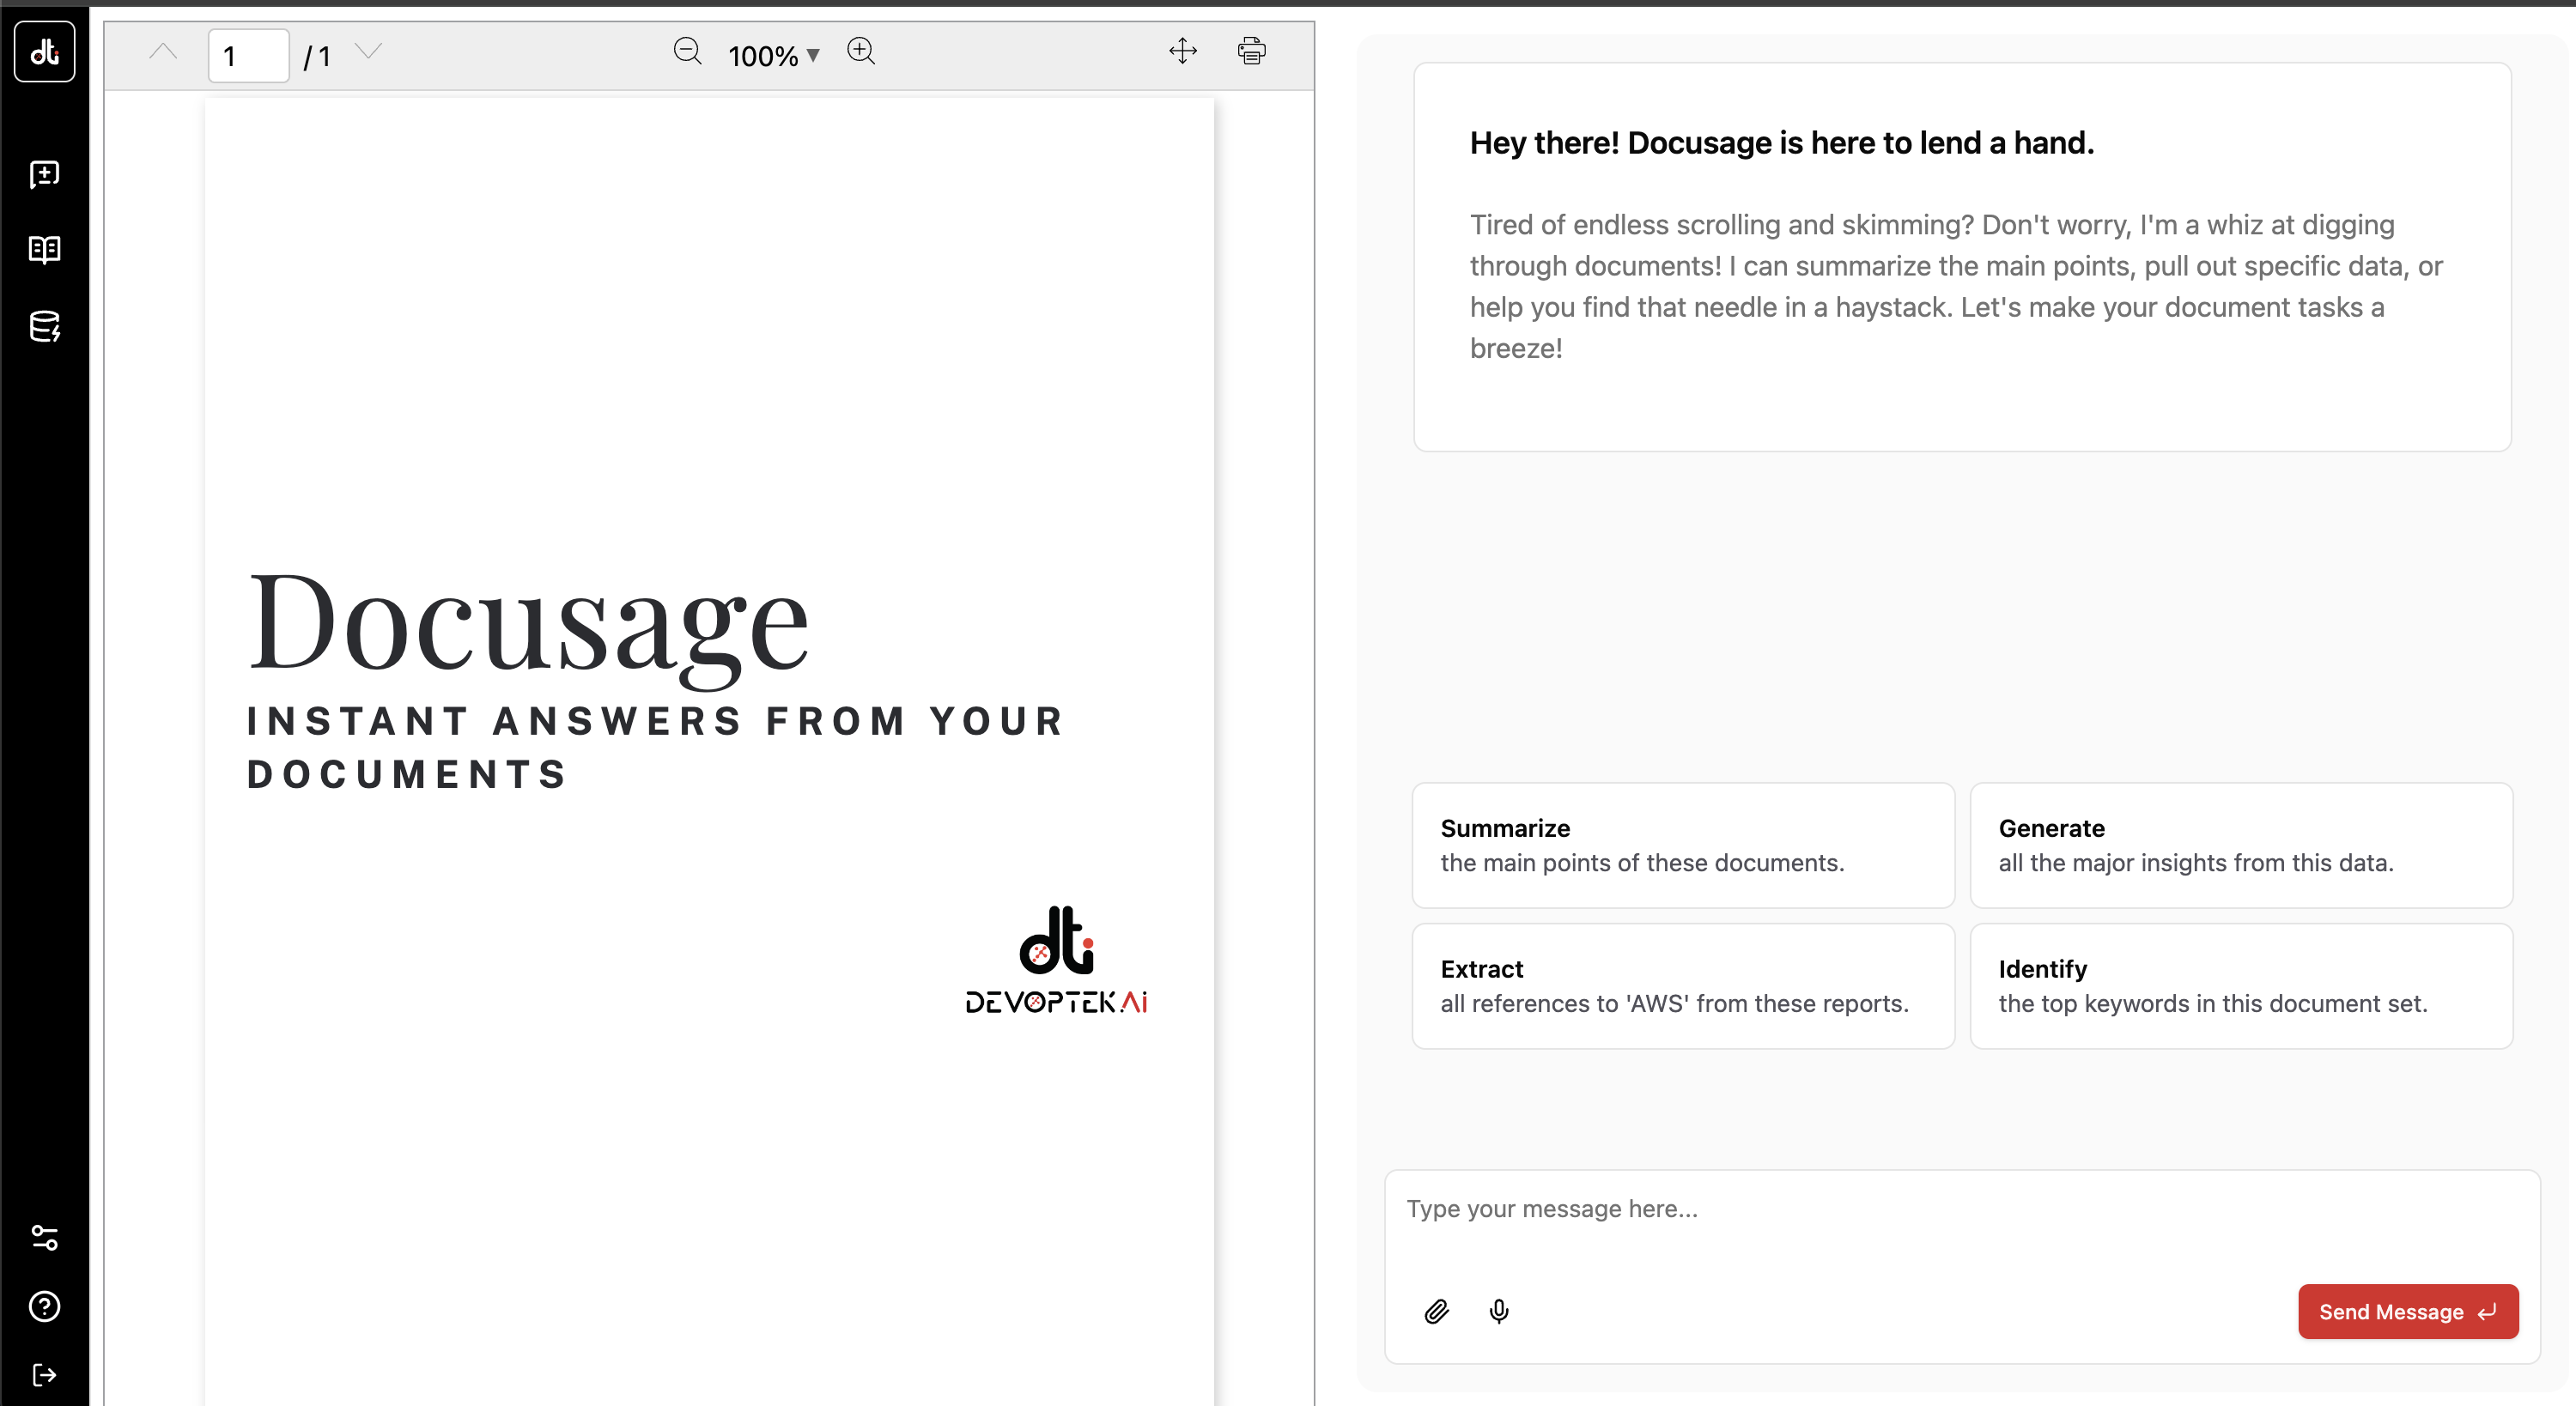 dti
1 / 1
100% ▼
Docusage
INSTANT ANSWERS FROM YOUR
DOCUMENTS
dti
DEVOPTEK.Ai
Hey there! Docusage is here to lend a hand.
Tired of endless scrolling and skimming? Don't worry, I'm a whiz at digging
through documents! I can summarize the main points, pull out specific data, or
help you find that needle in a haystack. Let's make your document tasks a
breeze!
Summarize
the main points of these documents.
Generate
all the major insights from this data.
Extract
all references to 'AWS' from these reports.
Identify
the top keywords in this document set.
Type your message here...
Send Message